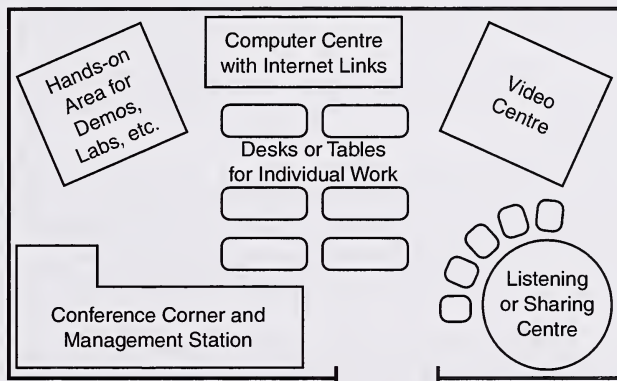 Hands-on
Area for
Demos,
Labs, etc.
Computer Centre
with Internet Links
Video
Centre
Desks or Tables
for Individual Work
Conference Corner and
Management Station
Listening
or Sharing
Centre